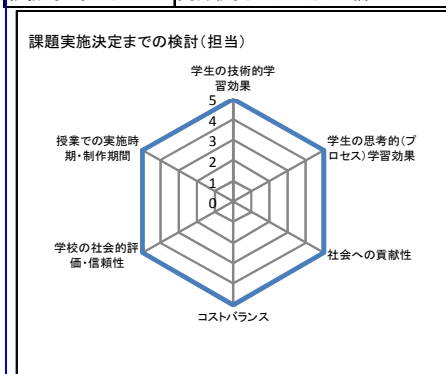 課題実施決定までの検討(担当)
学生の技術的学
習効果
5
4
3
2
1
0
学生の思考的(プ
ロセス)学習効果
社会への貢献性
コストバランス
学校の社会的評
価・信頼性
授業での実施時
期・制作期間